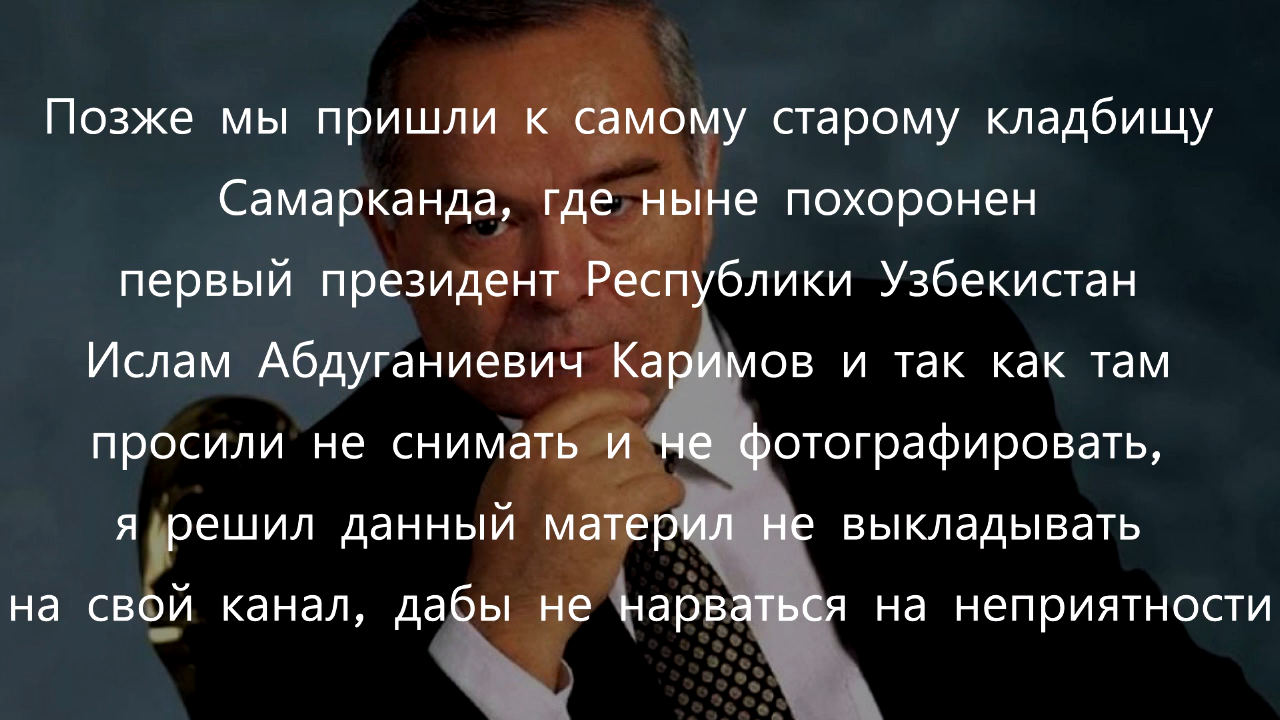 Позже мы пришли к самому старому кладбищу
Самарканда, где ныне похоронен
первый президент Республики Узбекистан
Ислам Абдуганиевич Каримов и так как там
просили не снимать и не фотографировать,
я решил данный материл не выкладывать
на свой канал, дабы не нарваться на неприятности